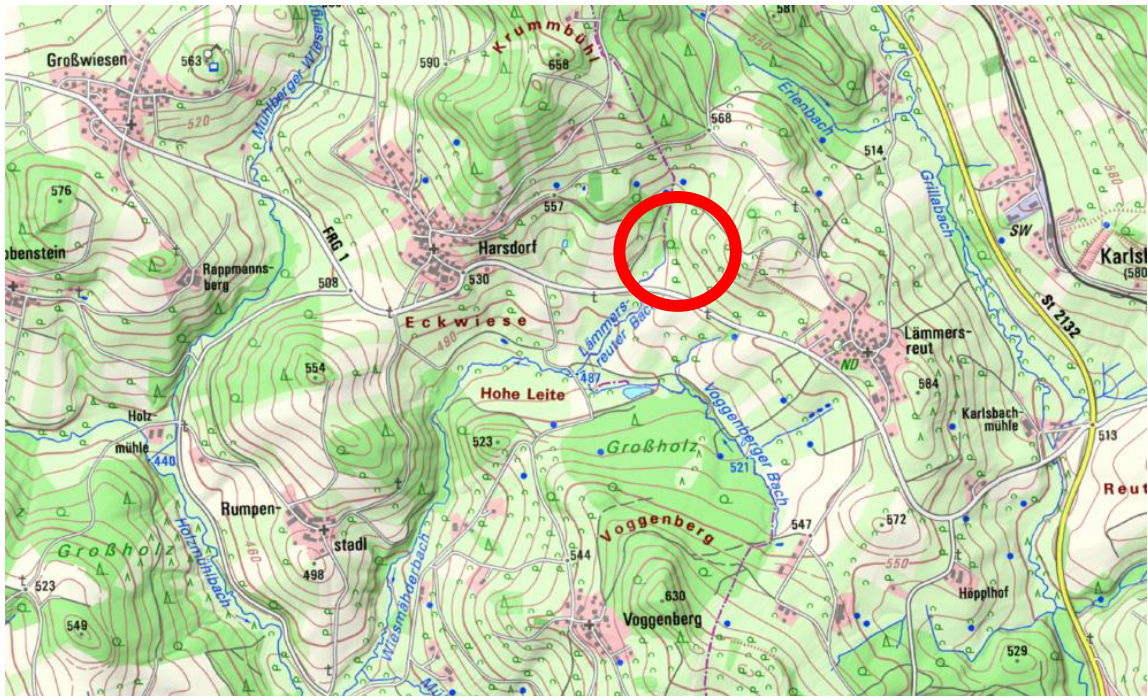 Krummbühl
581
550
Großwiesen
563
590
658
Mühlberger Wiesen
520
568
Erlenbach
514
576
557
Grillabach
580
SW
Karlsb
(580
FRG 1
Harsdorf
Rappmanns-
berg
508
530
St 2132
Eckwiese
490
Lämmers-
reuter Bach
Lämmers-
reut
ND
554
487
Hohe Leite
584
Voggenberger Bach
Holz-
mühle
440
523
Großholz
521
Karlsbach-
mühle
513
Reut
Rumpen-
stadl
480
498
Holzmühlbach
Großholz
Wiesmahderbach
Voggenberg
547
572
550
544
523
549
630
Voggenberg
Höpplhof
529